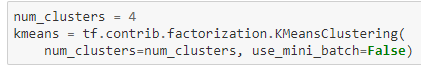 num_clusters = 4
kmeans = tf.contrib.factorization.KMeansClustering(
    num_clusters=num_clusters, use_mini_batch=False)